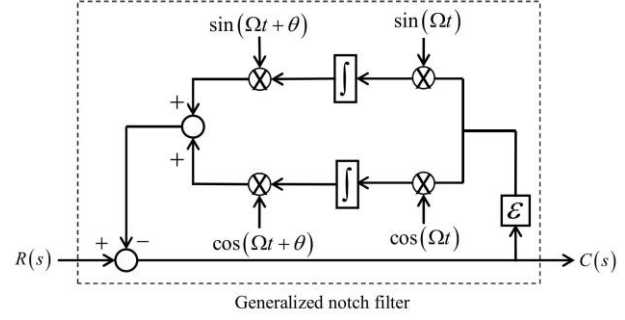 sin(Ωt + θ) sin(Ωt)
∫ ∫
+
+
ε
cos(Ωt + θ) cos(Ωt)
R(s) + − C(s)
Generalized notch filter